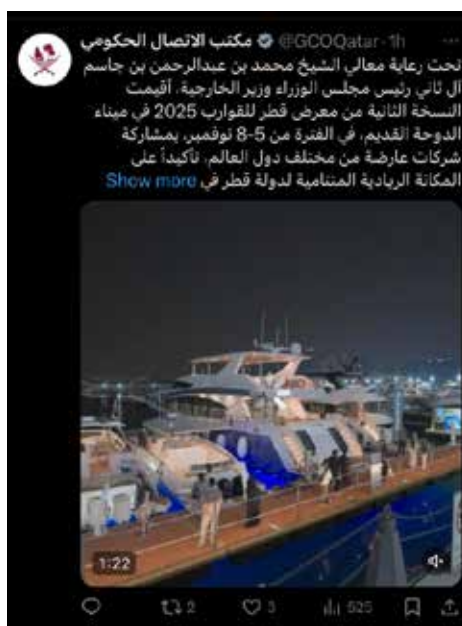 مكتب الاتصال الحكومي @GCOQatar·1h
تحت رعاية معالي الشيخ محمد بن عبدالرحمن بن جاسم
آل ثاني رئيس مجلس الوزراء وزير الخارجية، أقيمت
النسخة الثانية من معرض قطر للقوارب 2025 في ميناء
الدوحة القديم، في الفترة من 5-8 نوفمبر، بمشاركة
شركات عارضة من مختلف دول العالم، تأكيداً على
المكانة الريادية المتنامية لدولة قطر في Show more
1:22
2 3 525